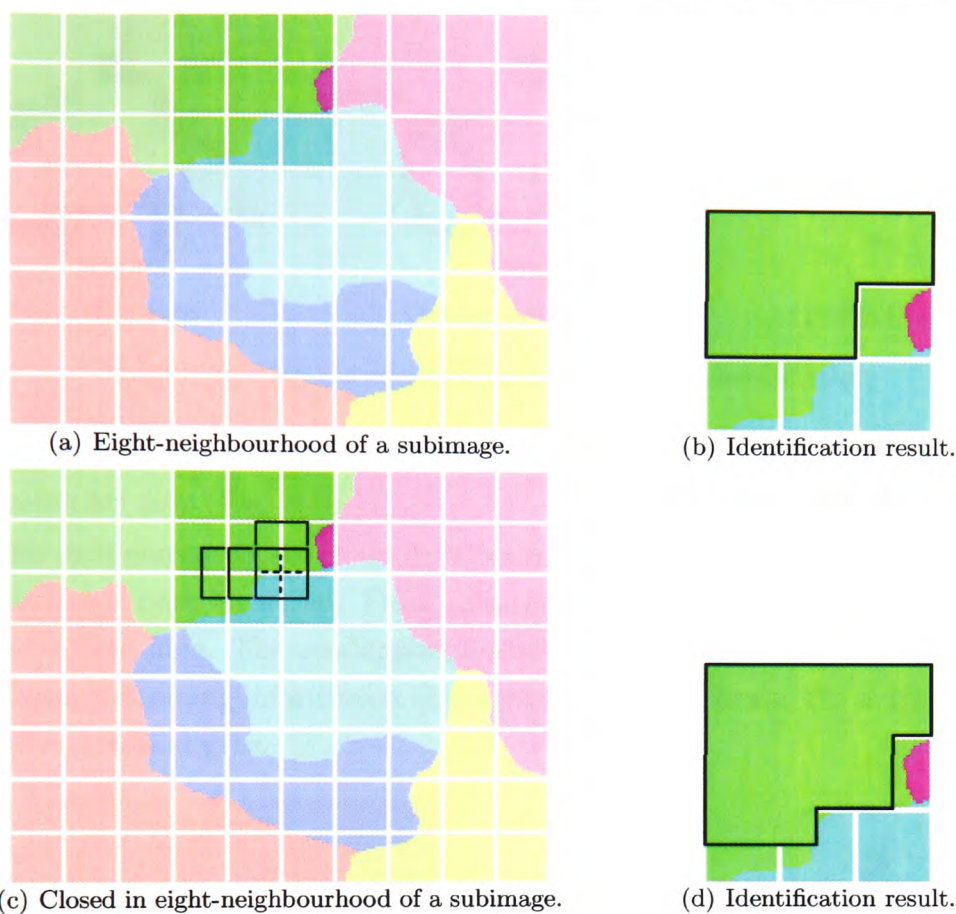 (a) Eight-neighbourhood of a subimage.
(b) Identification result.
(c) Closed in eight-neighbourhood of a subimage.
(d) Identification result.